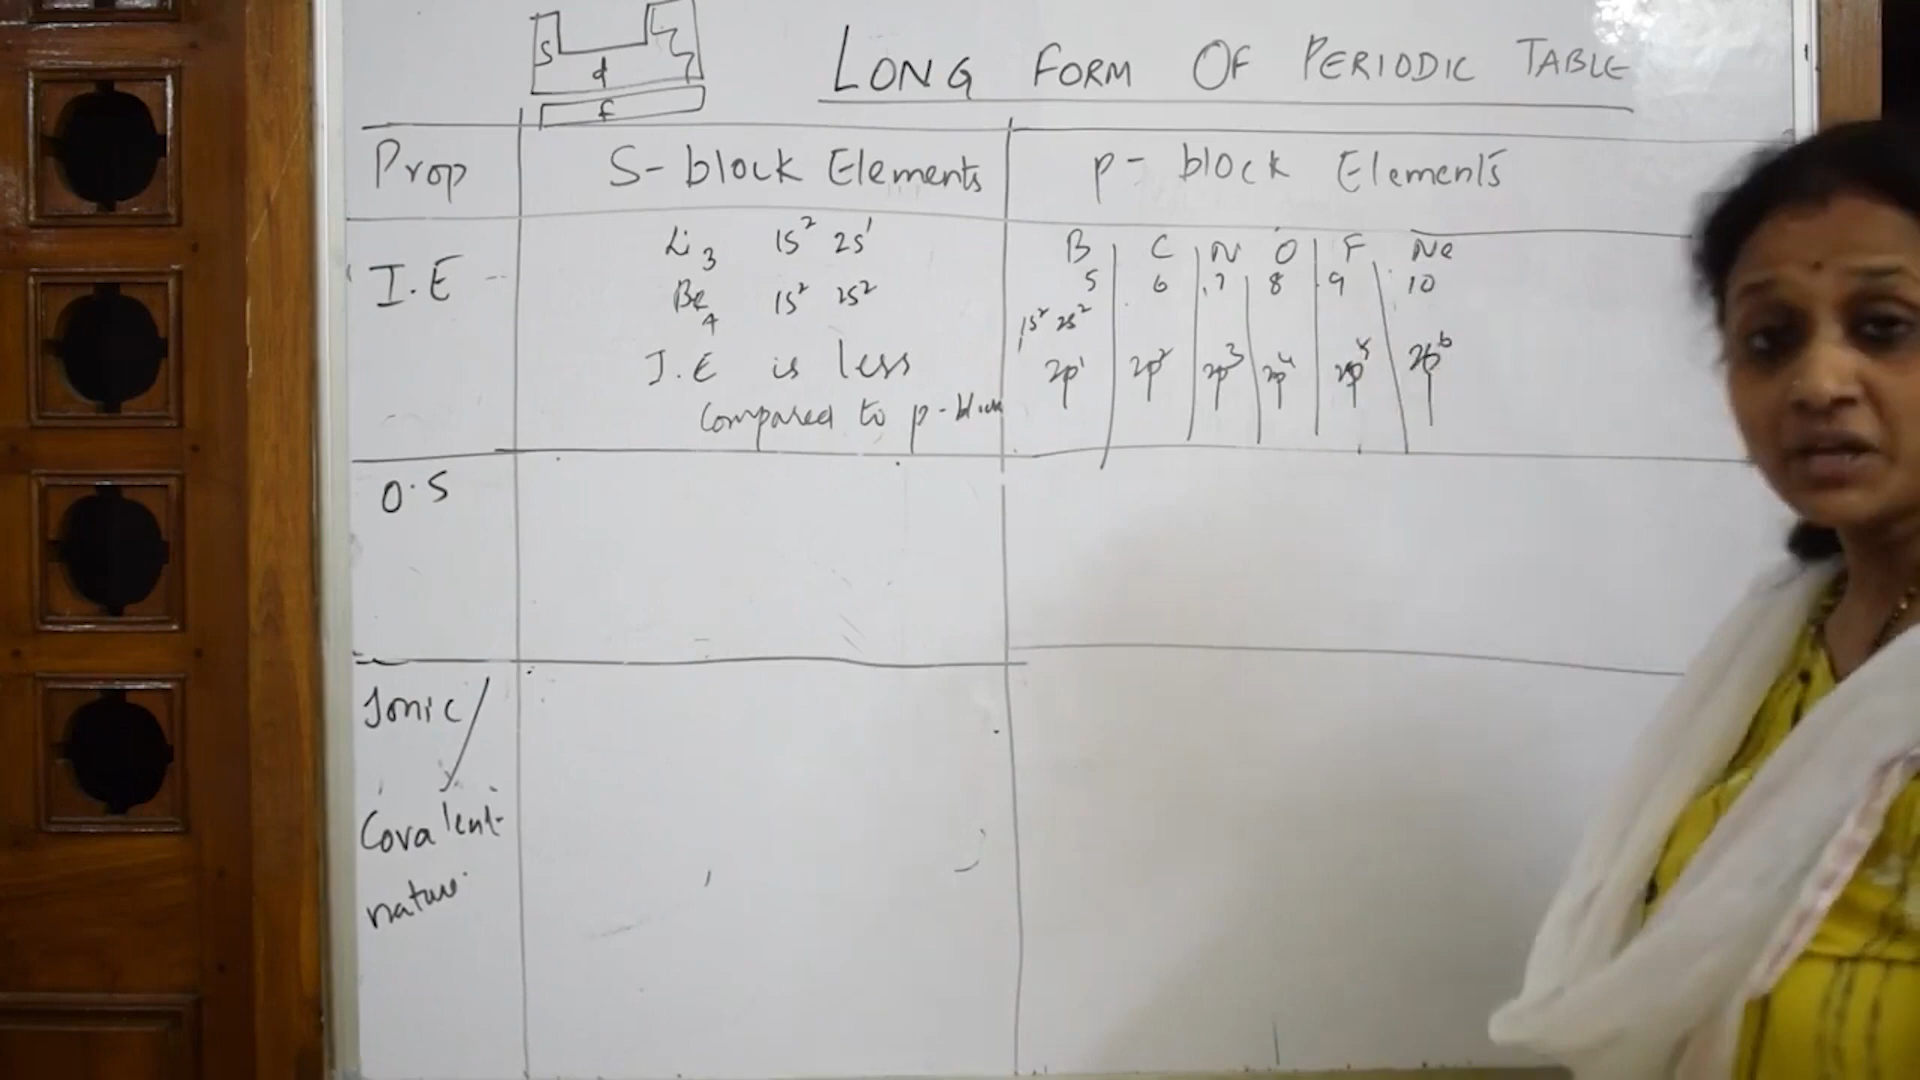 S
d
f
LONG FORM OF PERIODIC TABLE
Prop
S-block Elements
p- block Elements
I.E
Li 3 1s² 2s¹
Be 4 1s² 2s²
I.E is less
Compared to p-block
B C N O F Ne
5 6 7 8 9 10
1s² 2s²
2p¹ 2p² 2p³ 2p⁴ 2p⁵ 2p⁶
O.S
Ionic/
Covalent
nature